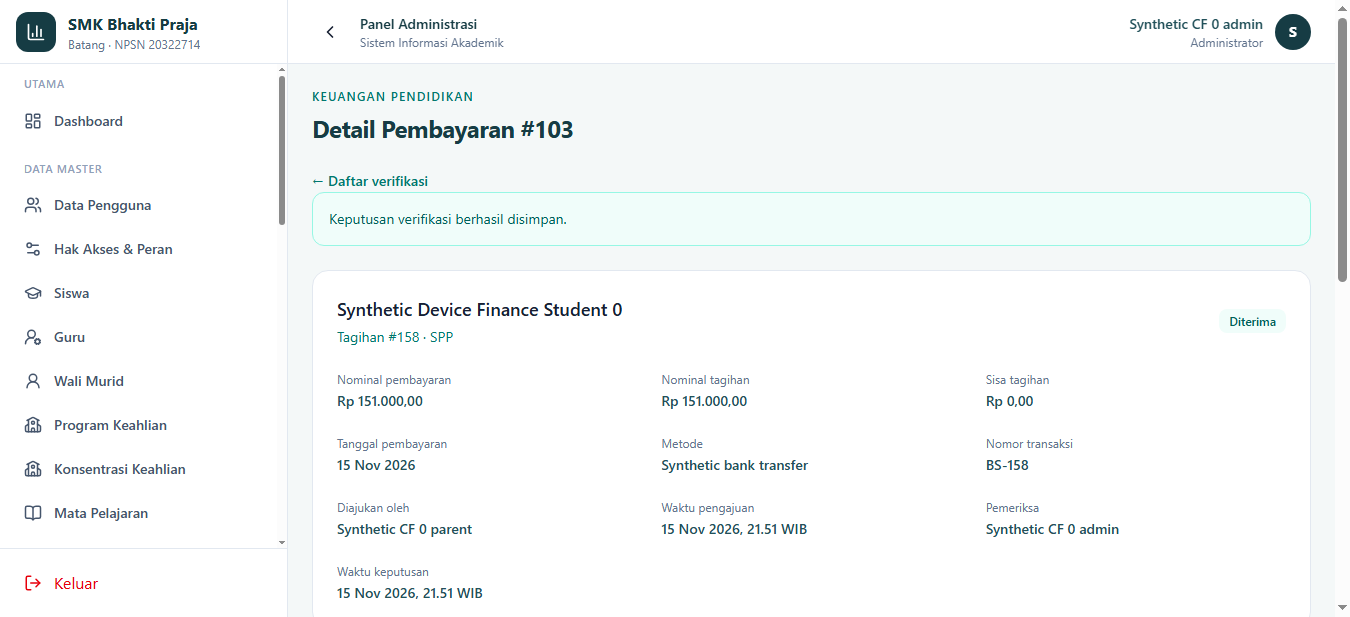 SMK Bhakti Praja
Batang · NPSN 20322714
UTAMA
Dashboard
DATA MASTER
Data Pengguna
Hak Akses & Peran
Siswa
Guru
Wali Murid
Program Keahlian
Konsentrasi Keahlian
Mata Pelajaran
Keluar
Panel Administrasi
Sistem Informasi Akademik
Synthetic CF 0 admin
Administrator
S
KEUANGAN PENDIDIKAN
Detail Pembayaran #103
← Daftar verifikasi
Keputusan verifikasi berhasil disimpan.
Synthetic Device Finance Student 0
Tagihan #158 · SPP
Diterima
Nominal pembayaran
Rp 151.000,00
Nominal tagihan
Rp 151.000,00
Sisa tagihan
Rp 0,00
Tanggal pembayaran
15 Nov 2026
Metode
Synthetic bank transfer
Nomor transaksi
BS-158
Diajukan oleh
Synthetic CF 0 parent
Waktu pengajuan
15 Nov 2026, 21.51 WIB
Pemeriksa
Synthetic CF 0 admin
Waktu keputusan
15 Nov 2026, 21.51 WIB